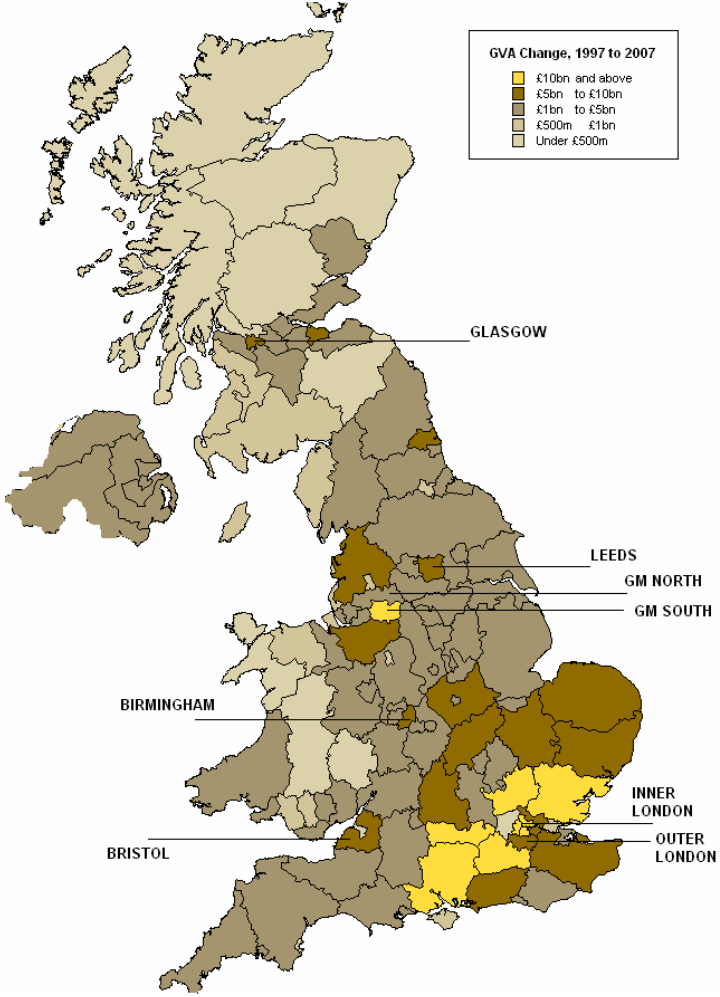 GVA Change, 1997 to 2007
£10bn and above
£5bn to £10bn
£1bn to £5bn
£500m £1bn
Under £500m
GLASGOW
LEEDS
GM NORTH
GM SOUTH
BIRMINGHAM
INNER
LONDON
BRISTOL
OUTER
LONDON